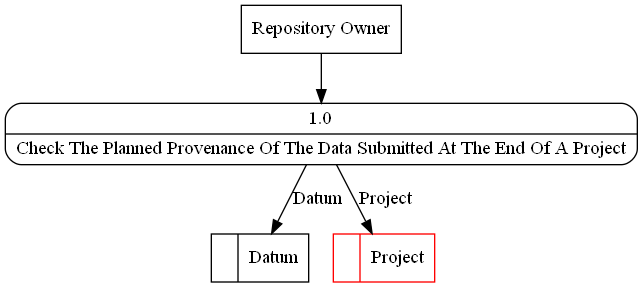 Repository Owner
1.0
Check The Planned Provenance Of The Data Submitted At The End Of A Project
Datum
Project
Datum
Project